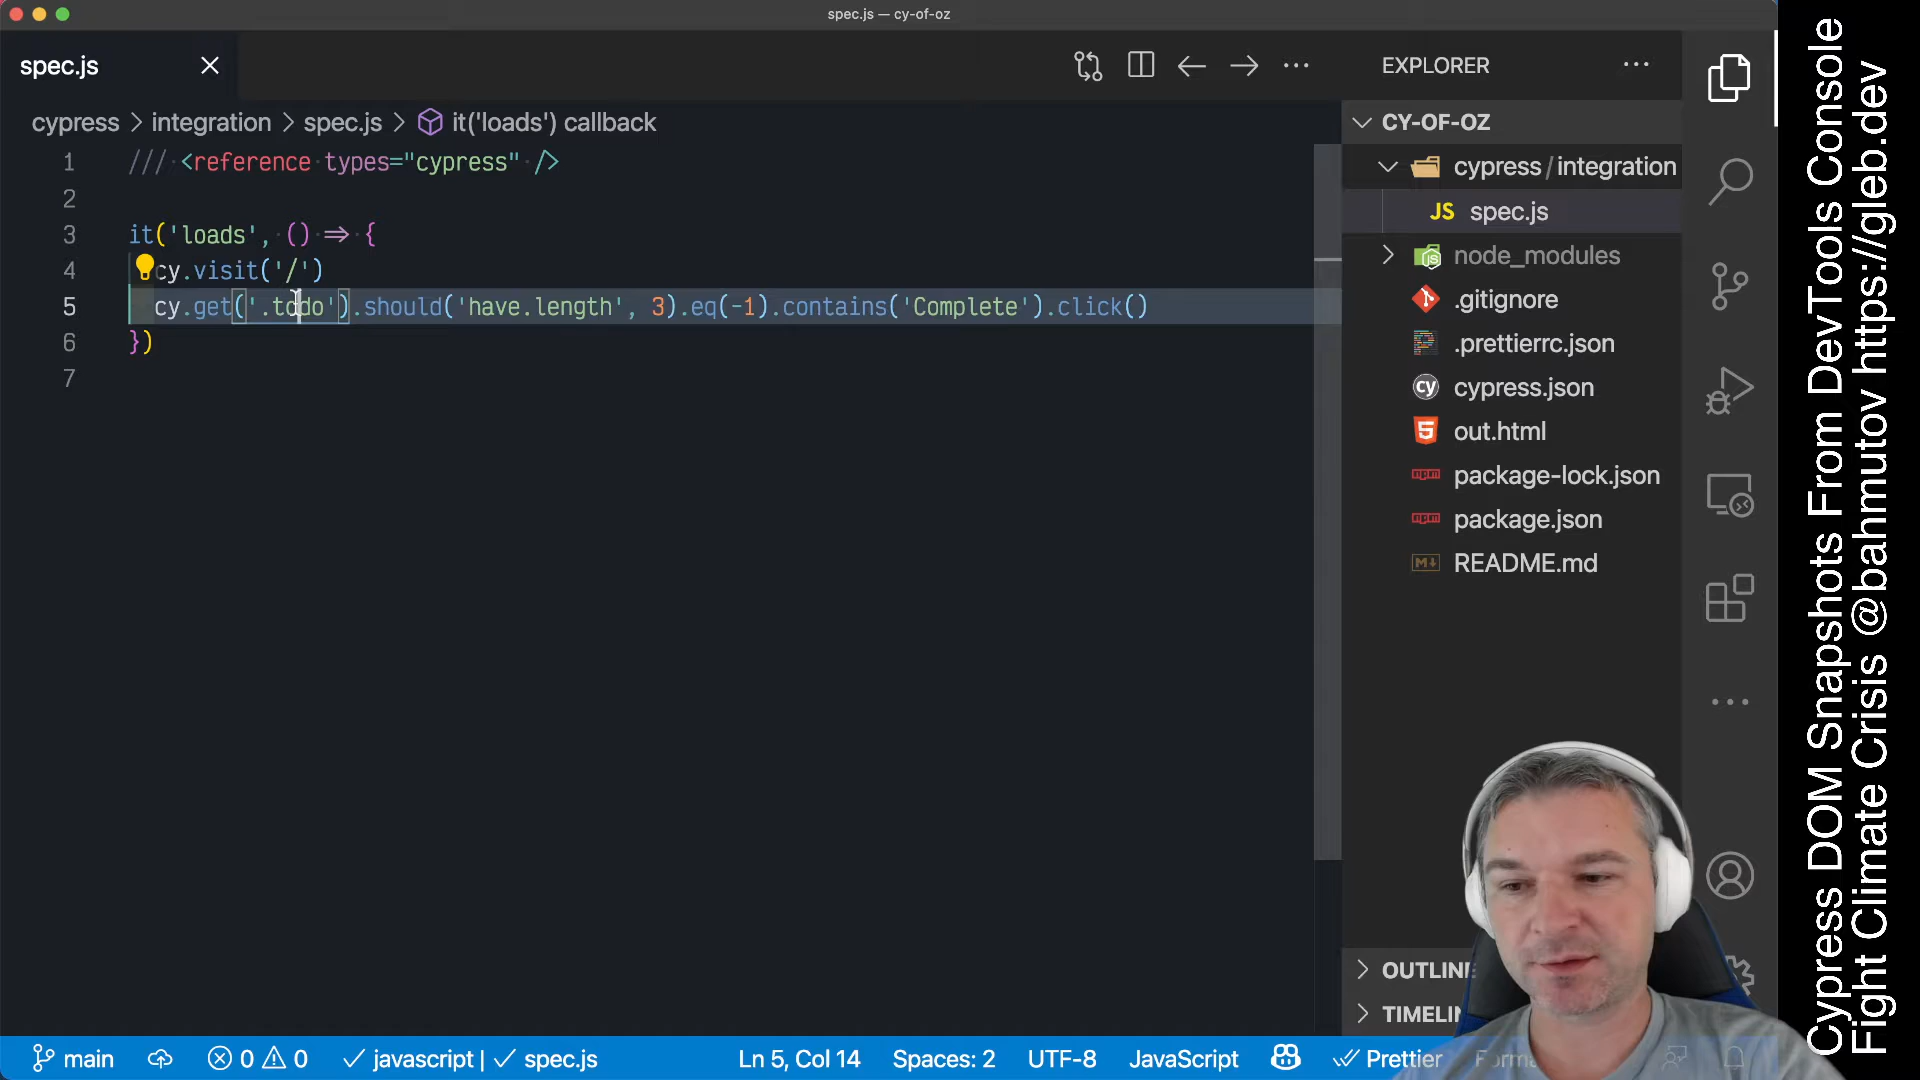 spec.js — cy-of-oz
spec.js
EXPLORER
cypress > integration > spec.js > it('loads') callback
CY-OF-OZ
1 /// <reference types="cypress" />
2
3 it('loads', () => {
4 cy.visit('/')
5 cy.get('.todo').should('have.length', 3).eq(-1).contains('Complete').click()
6 })
7
cypress / integration
JS spec.js
node_modules
.gitignore
.prettierrc.json
cy cypress.json
out.html
package-lock.json
package.json
README.md
OUTLINE
TIMELIN
main
0 0
javascript | spec.js
Ln 5, Col 14
Spaces: 2
UTF-8
JavaScript
Prettier
Forma
Cypress DOM Snapshots From DevTools Console
Fight Climate Crisis @bahmutov https://gleb.dev